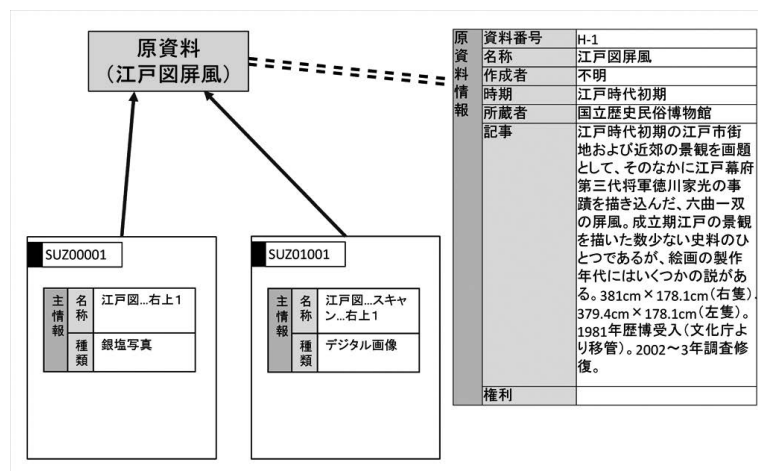 原資料
(江戸図屏風)
SUZ00001
主情報
名称
江戸図...右上1
種類
銀塩写真
SUZ01001
主情報
名称
江戸図...スキャ
ン...右上1
種類
デジタル画像
原資料情報
資料番号
H-1
名称
江戸図屏風
作成者
不明
時期
江戸時代初期
所蔵者
国立歴史民俗博物館
記事
江戸時代初期の江戸市街
地および近郊の景観を画題
として、そのなかに江戸幕府
第三代将軍徳川家光の事
蹟を描き込んだ、六曲一双
の屏風。成立期江戸の景観
を描いた数少ない史料のひ
とつであるが、絵画の製作
年代にはいくつかの説があ
る。381cm×178.1cm(右隻).
379.4cm×178.1cm(左隻)。
1981年歴博受入(文化庁よ
り移管)。2002~3年調査修
復。
権利